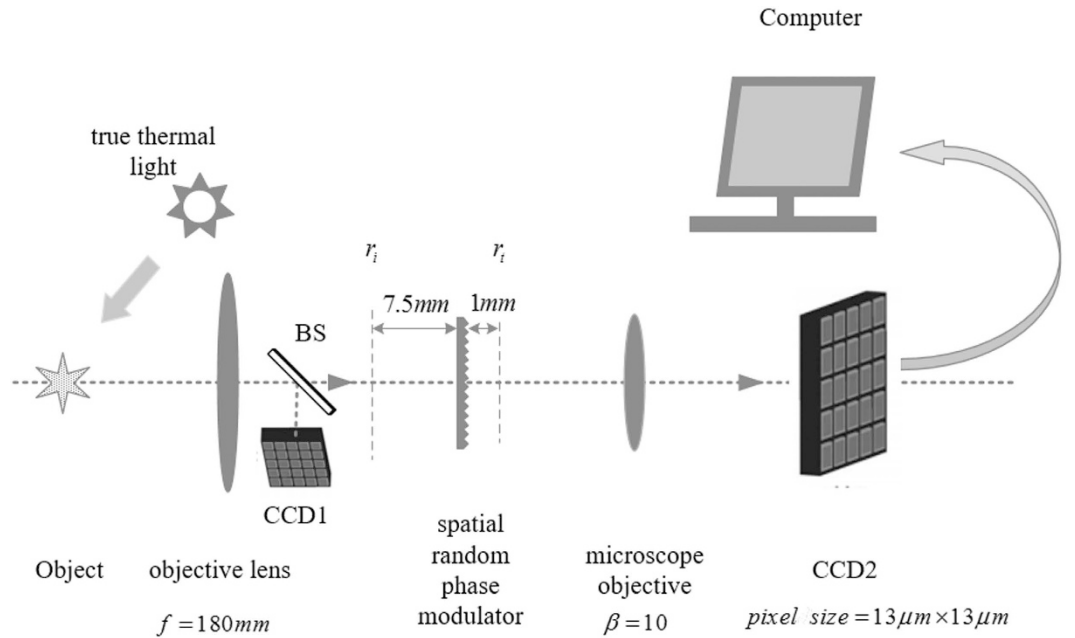 Computer
true thermal
light
r_i
r_t
7.5mm
1mm
BS
CCD1
Object
objective lens
f = 180mm
spatial
random
phase
modulator
microscope
objective
β = 10
CCD2
pixel size = 13μm × 13μm